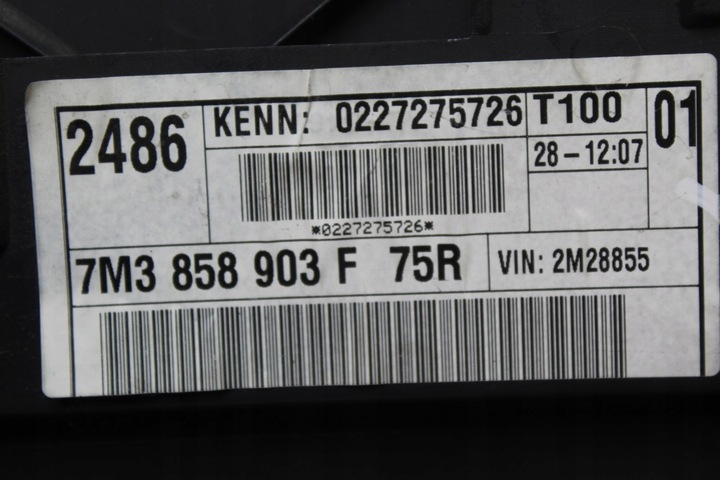 2486
KENN: 0227275726
T100
01
28-12:07
*0227275726*
7M3 858 903 F 75R
VIN: 2M28855